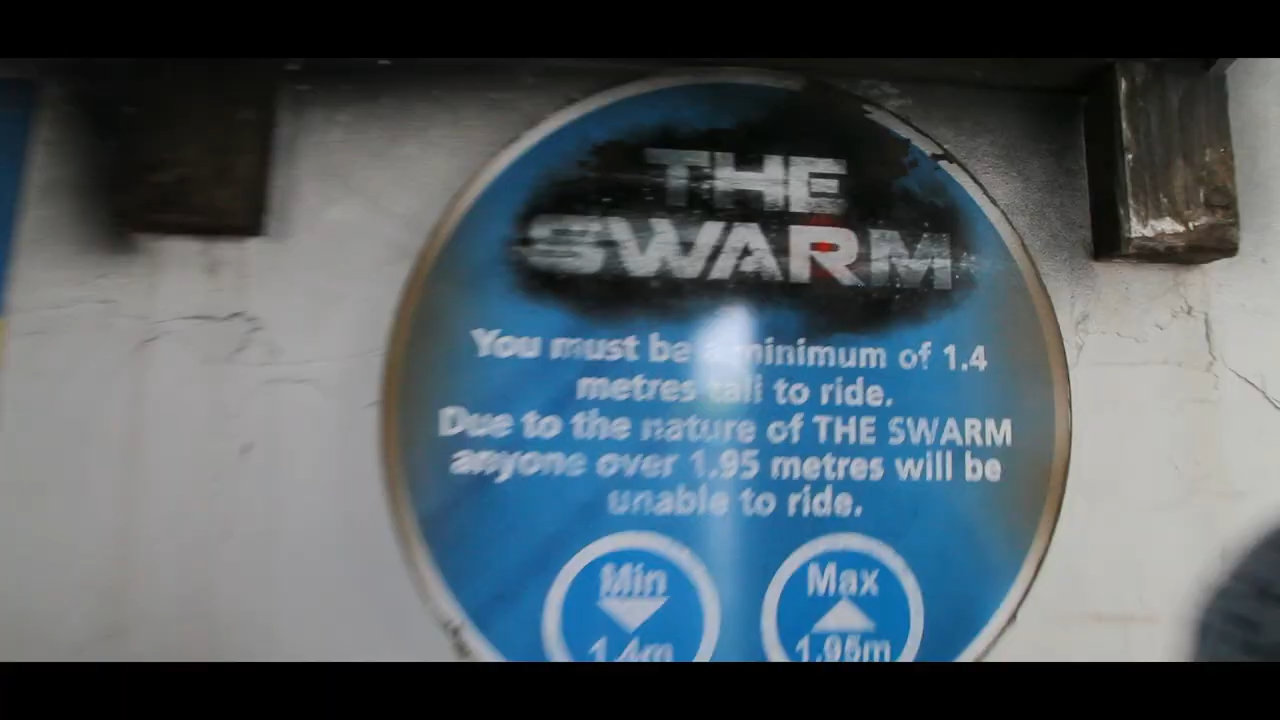 THE
SWARM
You must be a minimum of 1.4
metres tall to ride.
Due to the nature of THE SWARM
anyone over 1.95 metres will be
unable to ride.
Min
1.4m
Max
1.95m